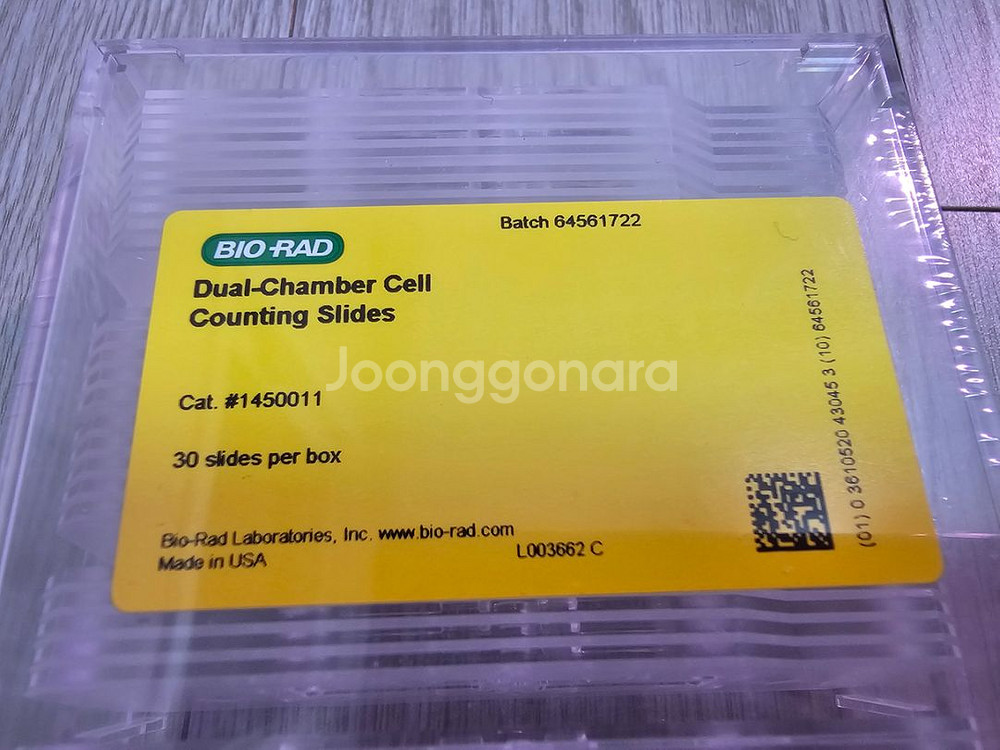 Batch 64561722
BIO-RAD
Dual-Chamber Cell
Counting Slides
Joonggonara
Cat. #1450011
30 slides per box
Bio-Rad Laboratories, Inc. www.bio-rad.com
Made in USA
L003662 C
(01) 0 3610520 43045 3 (10) 64561722